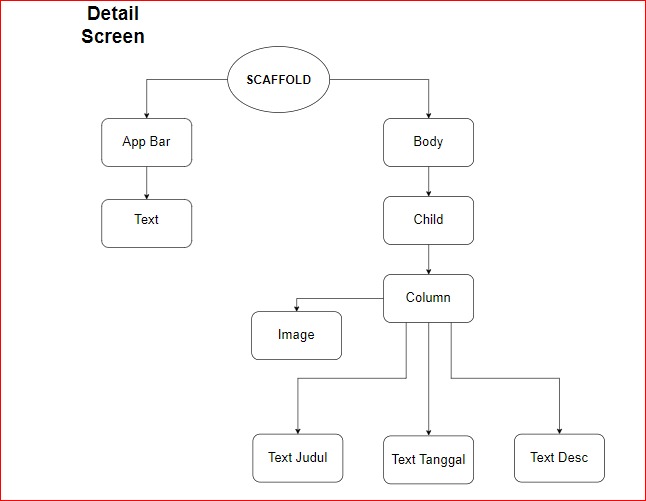 Detail
Screen
SCAFFOLD
App Bar
Body
Text
Child
Column
Image
Text Judul
Text Tanggal
Text Desc